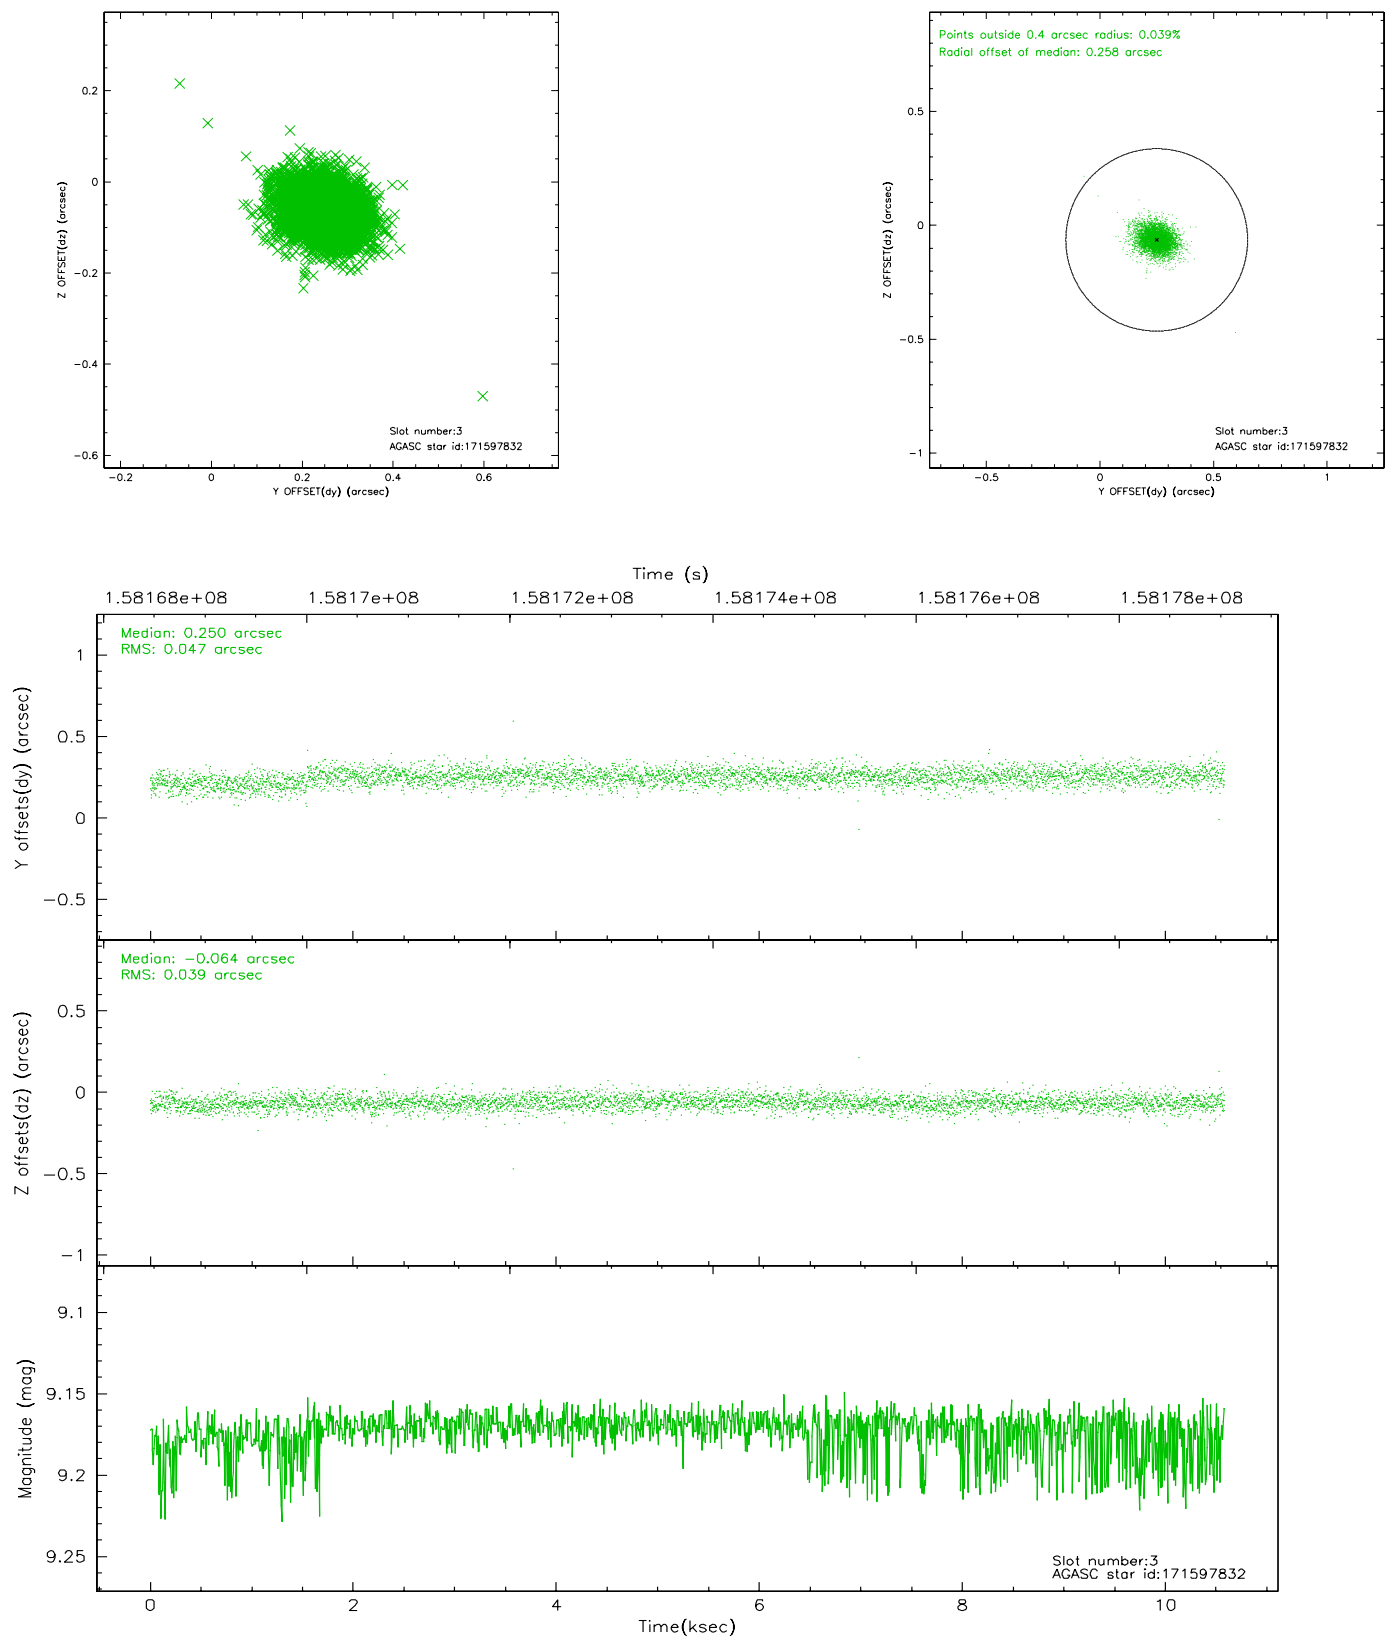 0.2
0
-0.2
-0.4
-0.6
-0.2
0
0.2
0.4
0.6
Z OFFSET(dz) (arcsec)
Y OFFSET(dy) (arcsec)
Slot number:3
AGASC star id:171597832
Points outside 0.4 arcsec radius: 0.039%
Radial offset of median: 0.258 arcsec
0.5
0
-0.5
-1
-0.5
0
0.5
1
Z OFFSET(dz) (arcsec)
Y OFFSET(dy) (arcsec)
Slot number:3
AGASC star id:171597832
Time (s)
1.58168e+08
1.5817e+08
1.58172e+08
1.58174e+08
1.58176e+08
1.58178e+08
Median: 0.250 arcsec
RMS: 0.047 arcsec
1
0.5
0
-0.5
Y offsets(dy) (arcsec)
Median: -0.064 arcsec
RMS: 0.039 arcsec
0.5
0
-0.5
-1
Z offsets(dz) (arcsec)
9.1
9.15
9.2
9.25
Magnitude (mag)
Slot number:3
AGASC star id:171597832
0
2
4
6
8
10
Time(ksec)